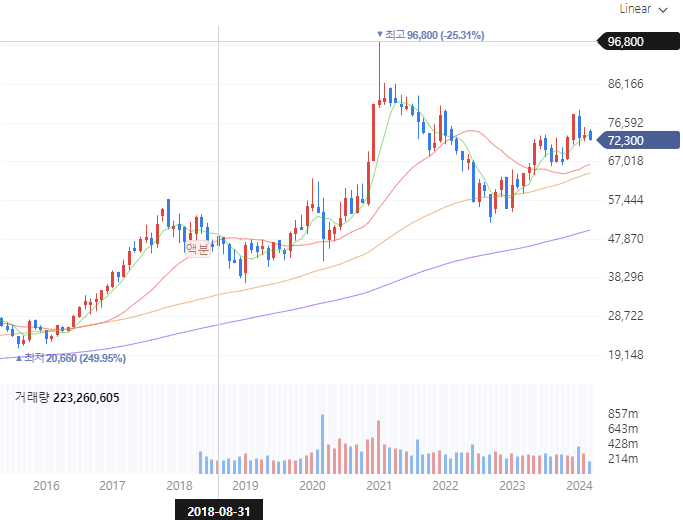 Linear
▼최고 96,800 (-25.31%)
96,800
86,166
76,592
72,300
67,018
57,444
액분
47,870
38,296
28,722
▲최저 20,660 (249.95%)
19,148
거래량 223,260,605
857m
643m
428m
214m
2016 2017 2018 2019 2020 2021 2022 2023 2024
2018-08-31